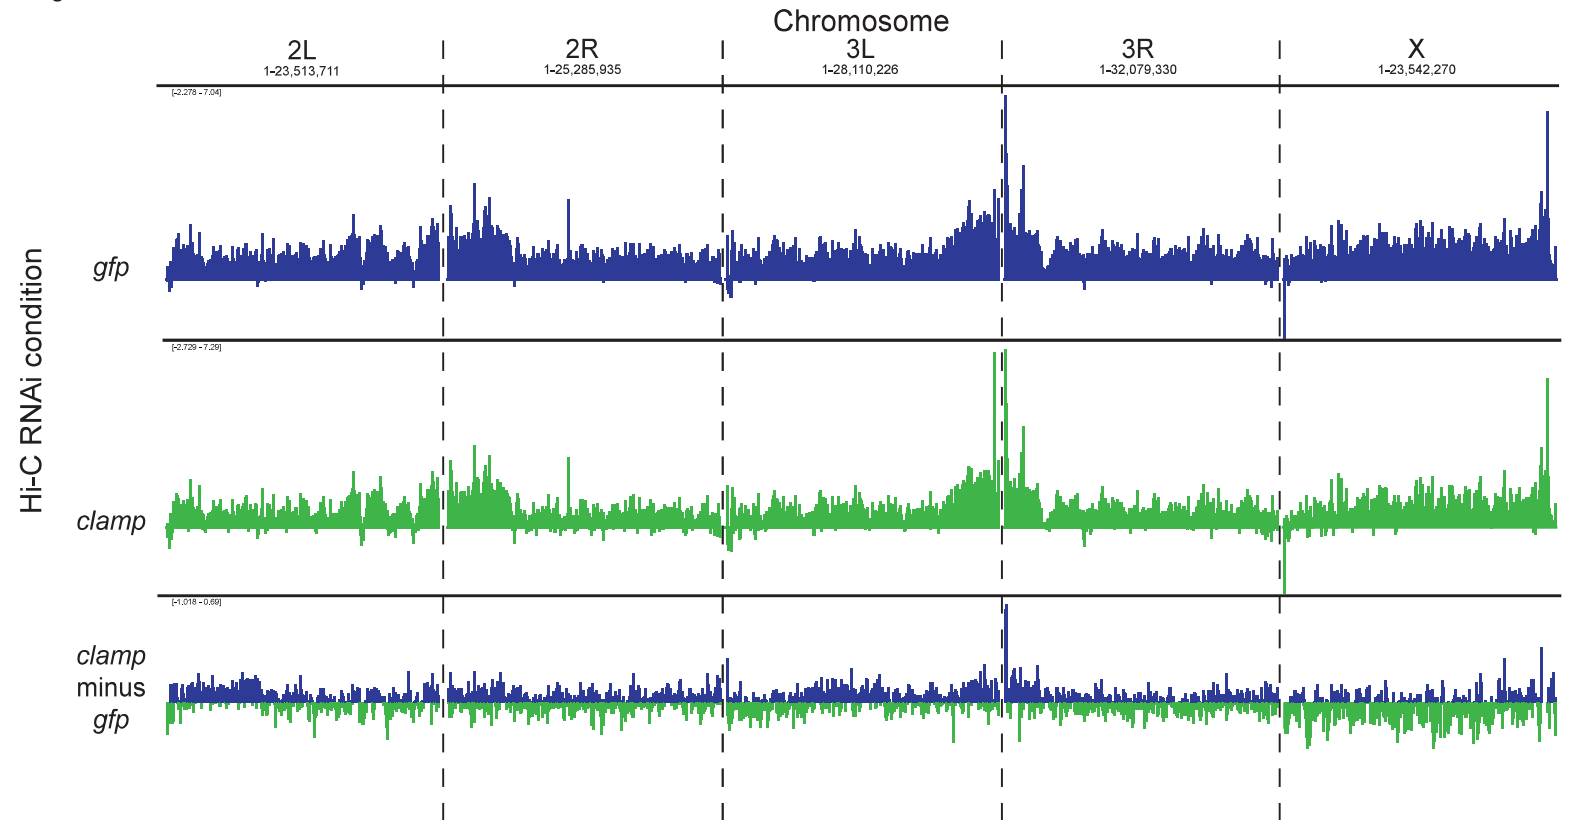 Chromosome
2L 2R 3L 3R X
1-23,513,711 1-25,285,935 1-28,110,226 1-32,079,330 1-23,542,270
[-2.278 - 7.04]
gfp
Hi-C RNAi condition
[-2.729 - 7.29]
clamp
[-1.018 - 0.69]
clamp
minus
gfp